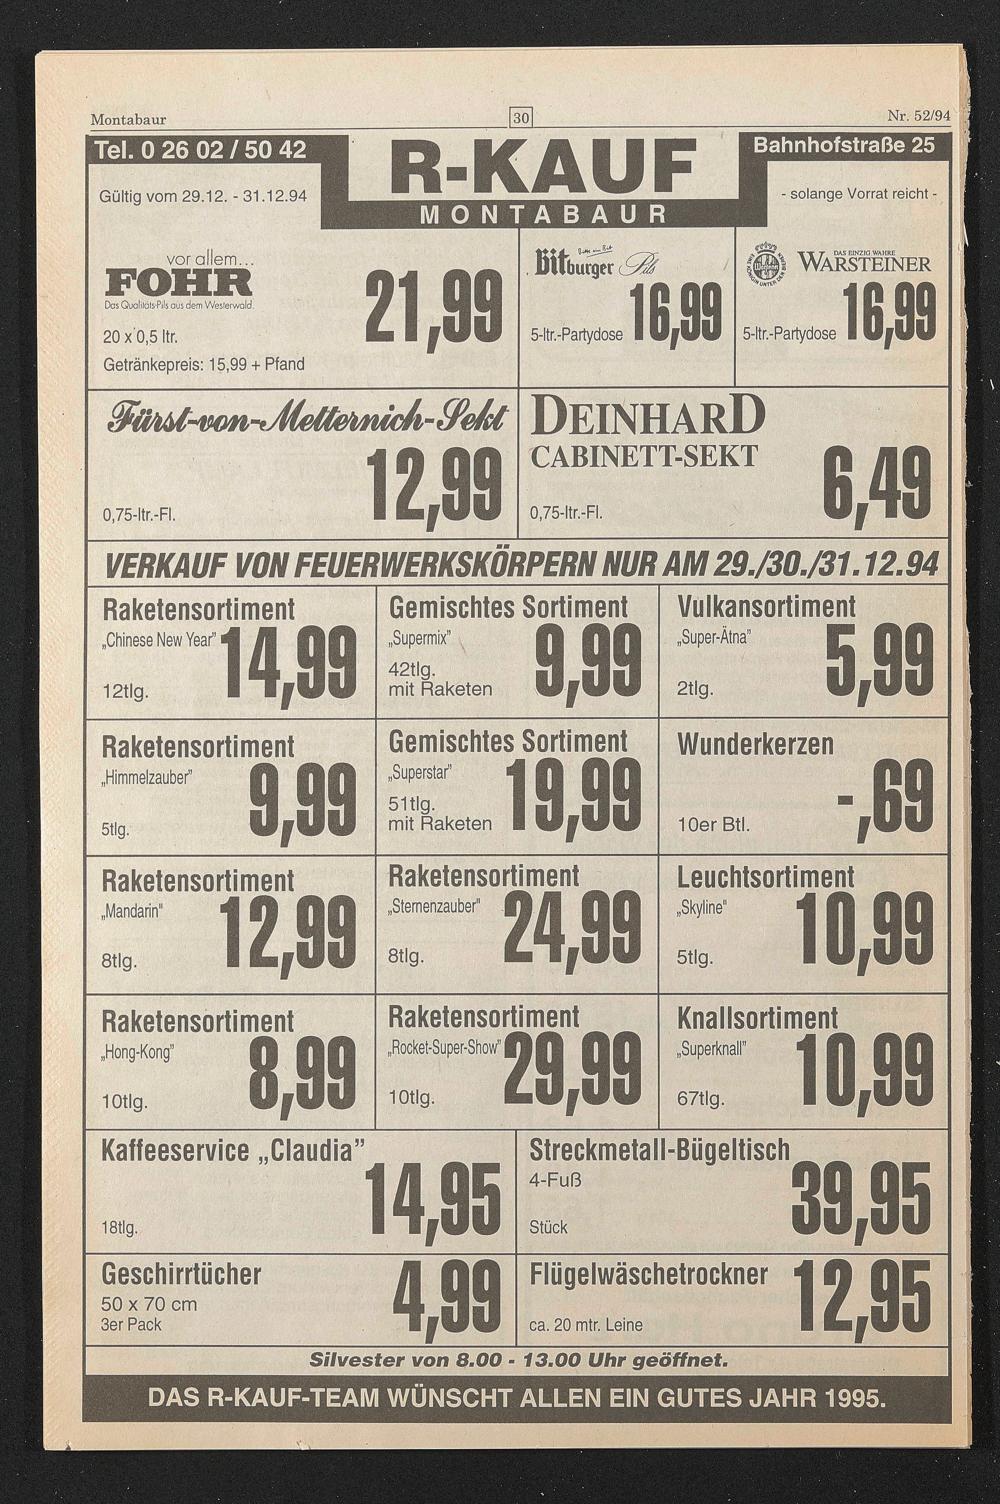 Montabaur
30
Nr. 52/94
Tel. 0 26 02 / 50 42
R-KAUF
MONTABAUR
Bahnhofstraße 25
Gültig vom 29.12. - 31.12.94
- solange Vorrat reicht -
vor allem...
FOHR
Das Qualitäts-Pils aus dem Westerwald.
20 x 0,5 ltr.
Getränkepreis: 15,99 + Pfand
21,99
Bitte ein Bit
Bitburger Pils
5-ltr.-Partydose
16,99
DAS EINZIG WAHRE
WARSTEINER
5-ltr.-Partydose
16,99
Fürst-von-Metternich-Sekt
0,75-ltr.-Fl.
12,99
DEINHARD
CABINETT-SEKT
0,75-ltr.-Fl.
6,49
VERKAUF VON FEUERWERKSKÖRPERN NUR AM 29./30./31.12.94
Raketensortiment
„Chinese New Year"
12tlg.
14,99
Gemischtes Sortiment
„Supermix"
42tlg.
mit Raketen
9,99
Vulkansortiment
„Super-Ätna"
2tlg.
5,99
Raketensortiment
„Himmelzauber"
5tlg.
9,99
Gemischtes Sortiment
„Superstar"
51tlg.
mit Raketen
19,99
Wunderkerzen
10er Btl.
-,69
Raketensortiment
„Mandarin"
8tlg.
12,99
Raketensortiment
„Sternenzauber"
8tlg.
24,99
Leuchtsortiment
„Skyline"
5tlg.
10,99
Raketensortiment
„Hong-Kong"
10tlg.
8,99
Raketensortiment
„Rocket-Super-Show"
10tlg.
29,99
Knallsortiment
„Superknall"
67tlg.
10,99
Kaffeeservice „Claudia”
18tlg.
14,95
Streckmetall-Bügeltisch
4-Fuß
Stück
39,95
Geschirrtücher
50 x 70 cm
3er Pack
4,99
Flügelwäschetrockner
ca. 20 mtr. Leine
12,95
Silvester von 8.00 - 13.00 Uhr geöffnet.
DAS R-KAUF-TEAM WÜNSCHT ALLEN EIN GUTES JAHR 1995.